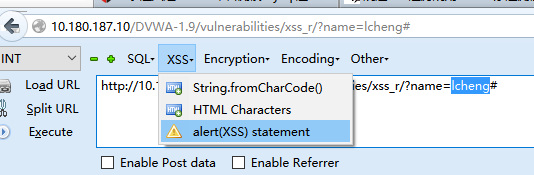 10.180.187.10/DVWA-1.9/vulnerabilities/xss_r/?name=lcheng#
INT SQL- XSS- Encryption- Encoding- Other-
Load URL
Split URL
Execute
http://10. ies/xss_r/?name=lcheng#
String.fromCharCode()
HTML Characters
alert(XSS) statement
Enable Post data Enable Referrer